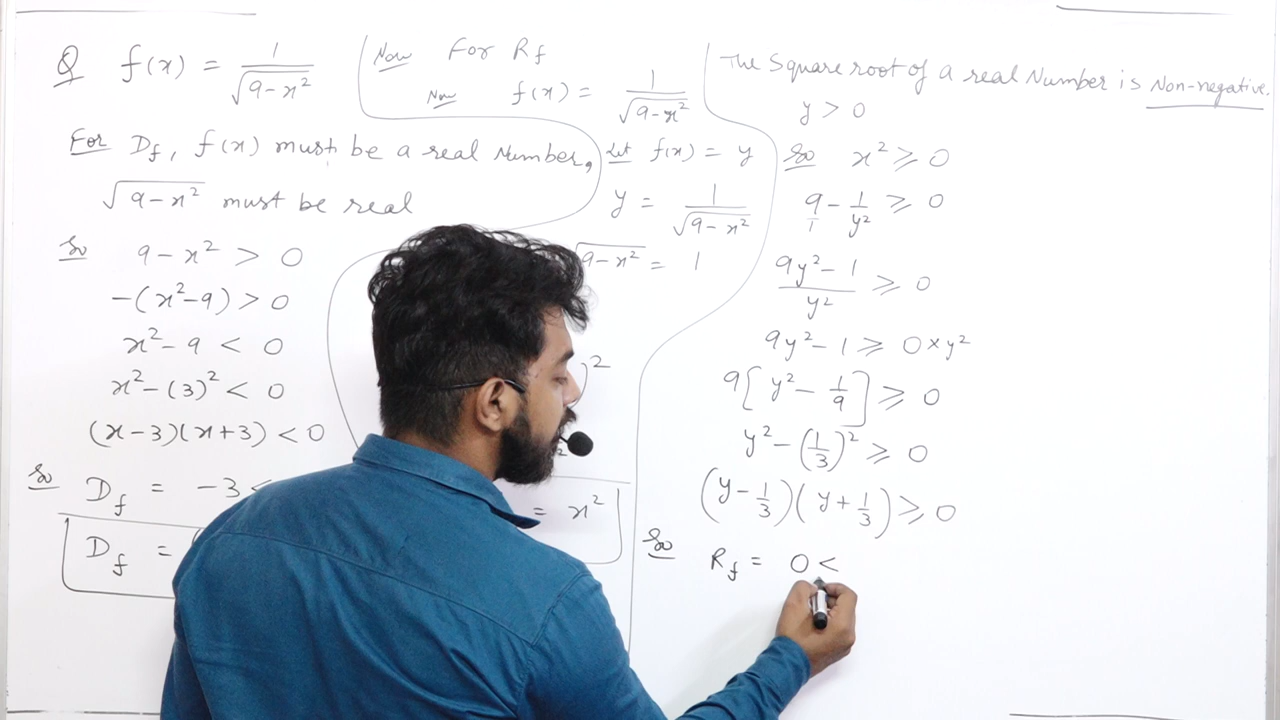 Q f(x) = 1/√(9-x²)
For Df, f(x) must be a real Number,
√(9-x²) must be real
So 9-x² > 0
-(x²-9) > 0
x²-9 < 0
x²-(3)² < 0
(x-3)(x+3) < 0
So Df = -3 <
Df =
Now For Rf
Now f(x) = 1/√(9-x²)
Let f(x) = y
y = 1/√(9-x²)
√(9-x²) = 1
)²
= x²
The Square root of a real Number is Non-negative.
y > 0
So x² ⩾ 0
9/1 - 1/y² ⩾ 0
(9y²-1)/y² ⩾ 0
9y²-1 ⩾ 0×y²
9[y² - 1/9] ⩾ 0
y² - (1/3)² ⩾ 0
(y - 1/3)(y + 1/3) ⩾ 0
So Rf = 0 <